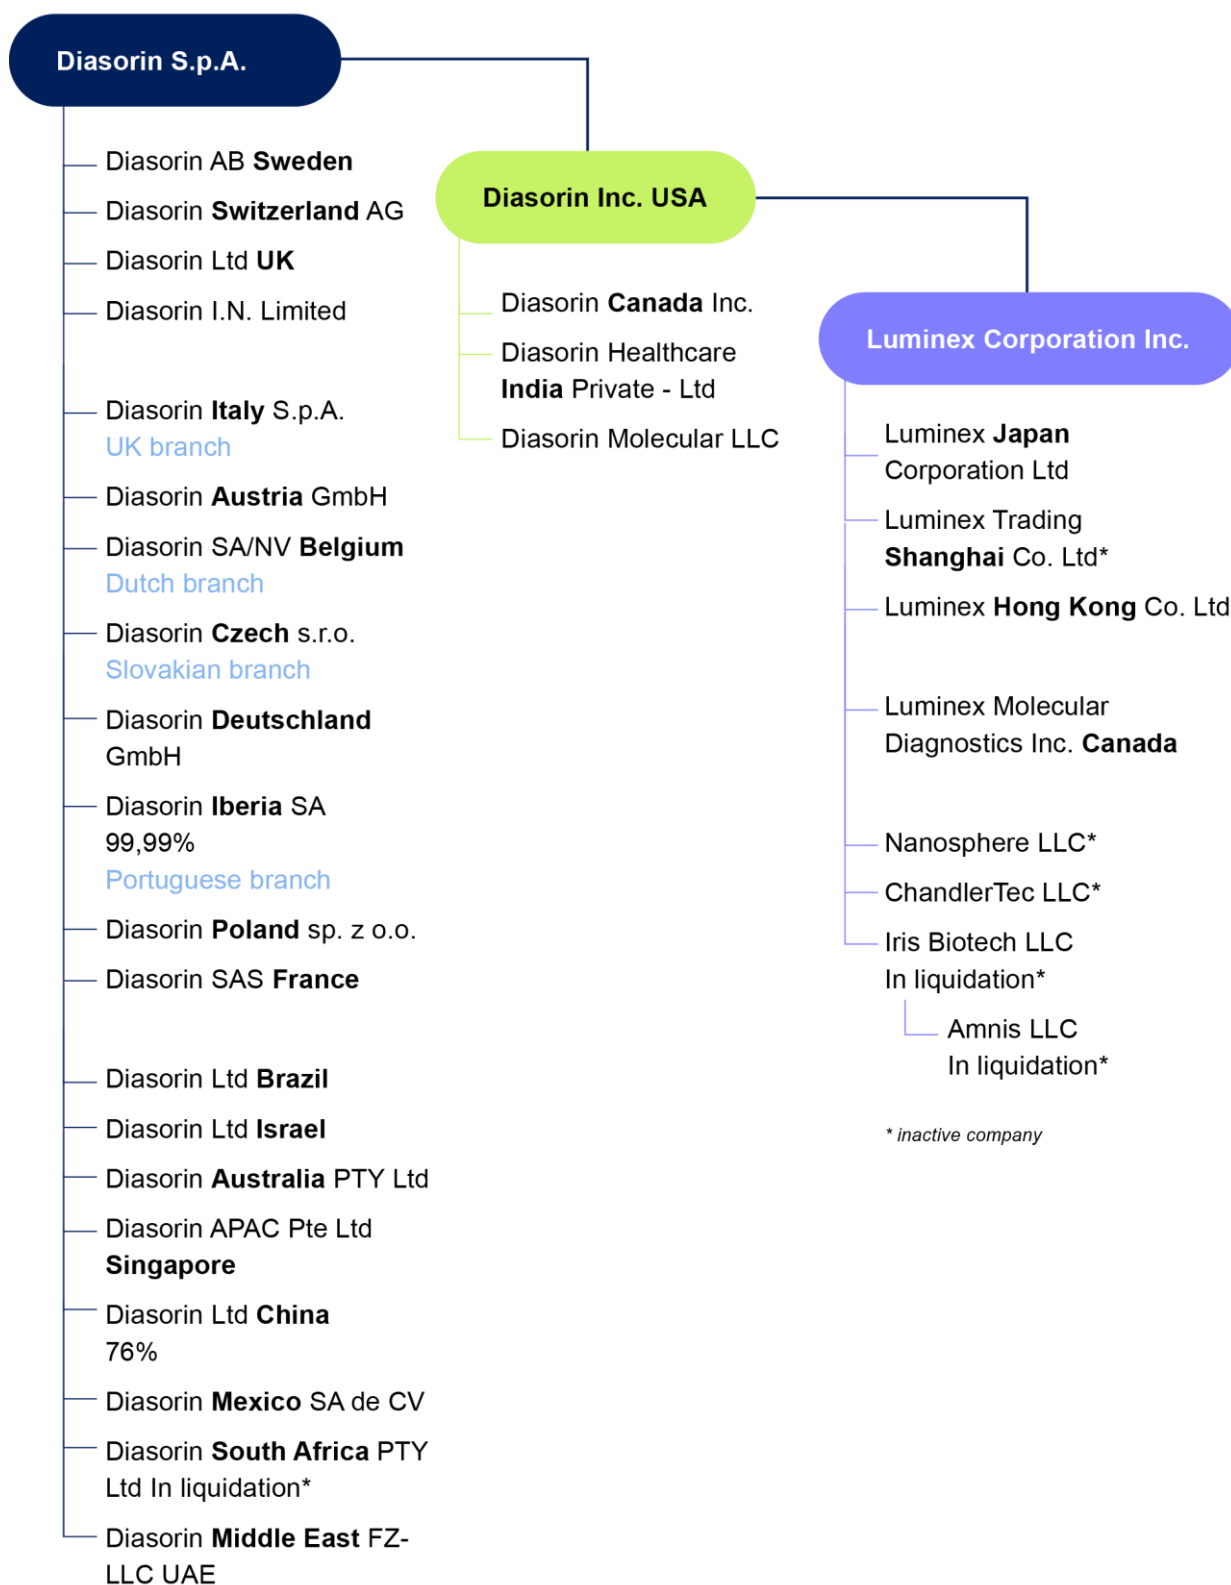 Diasorin S.p.A.
Diasorin AB Sweden
Diasorin Switzerland AG
Diasorin Ltd UK
Diasorin I.N. Limited
Diasorin Italy S.p.A.
UK branch
Diasorin Austria GmbH
Diasorin SA/NV Belgium
Dutch branch
Diasorin Czech s.r.o.
Slovakian branch
Diasorin Deutschland
GmbH
Diasorin Iberia SA
99,99%
Portuguese branch
Diasorin Poland sp. z o.o.
Diasorin SAS France
Diasorin Ltd Brazil
Diasorin Ltd Israel
Diasorin Australia PTY Ltd
Diasorin APAC Pte Ltd
Singapore
Diasorin Ltd China
76%
Diasorin Mexico SA de CV
Diasorin South Africa PTY
Ltd In liquidation*
Diasorin Middle East FZ-
LLC UAE
Diasorin Inc. USA
Diasorin Canada Inc.
Diasorin Healthcare
India Private - Ltd
Diasorin Molecular LLC
Luminex Corporation Inc.
Luminex Japan
Corporation Ltd
Luminex Trading
Shanghai Co. Ltd*
Luminex Hong Kong Co. Ltd
Luminex Molecular
Diagnostics Inc. Canada
Nanosphere LLC*
ChandlerTec LLC*
Iris Biotech LLC
In liquidation*
Amnis LLC
In liquidation*
* inactive company